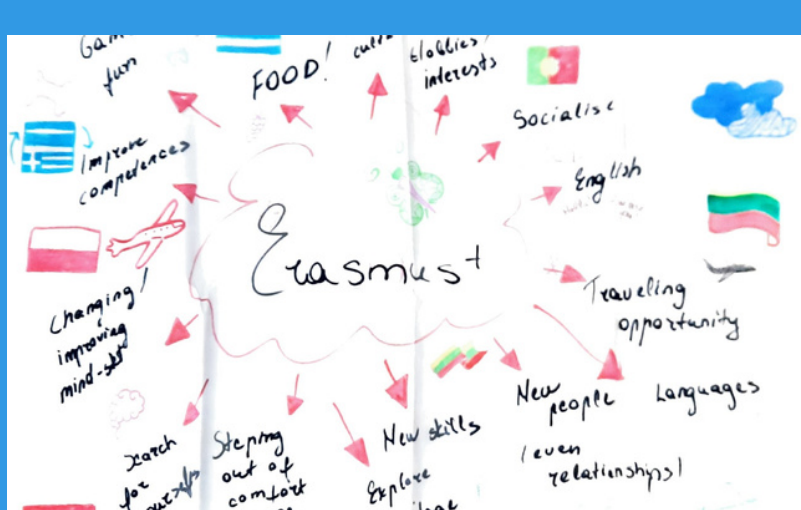 fun
FOOD!
Hobbies/
interests
Socialise
English
Improve
competences
Erasmus+
Changing/
improving
mind-set
Traveling
opportunity
New
people
(even
relationships)
Languages
New skills
Explore
Steping
out of
comfort
Search
for